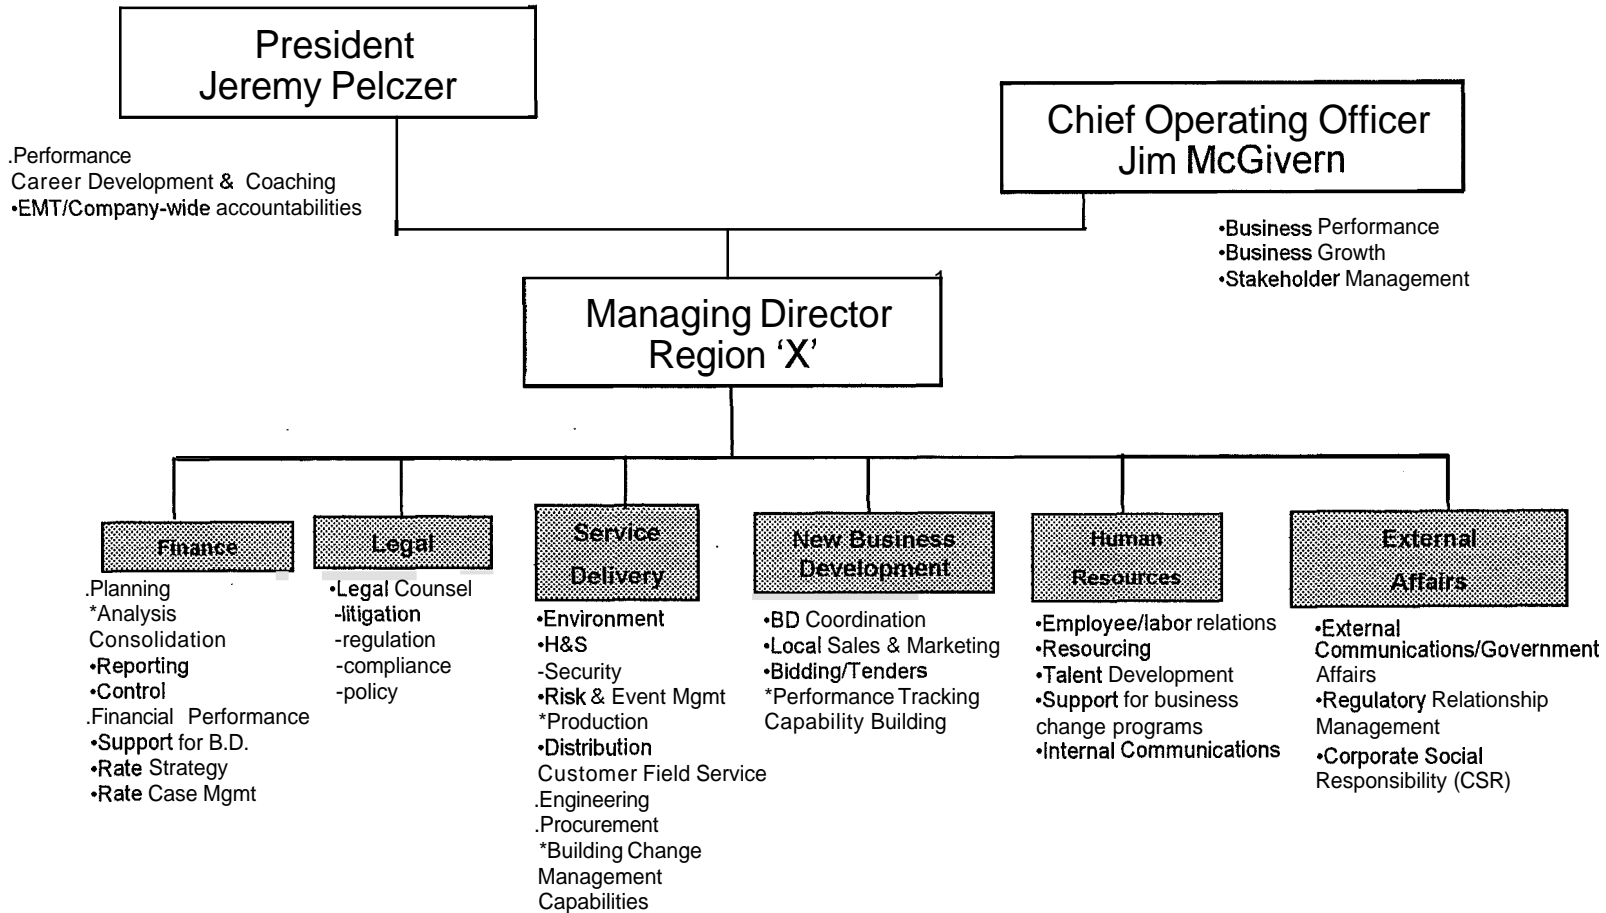 President
Jeremy Pelczer
.Performance
Career Development & Coaching
•EMT/Company-wide accountabilities
Chief Operating Officer
Jim McGivern
•Business Performance
•Business Growth
•Stakeholder Management
Managing Director
Region ‘X’
Finance
.Planning
*Analysis
Consolidation
•Reporting
•Control
.Financial Performance
•Support for B.D.
•Rate Strategy
•Rate Case Mgmt
Legal
•Legal Counsel
-litigation
-regulation
-compliance
-policy
Service
Delivery
•Environment
•H&S
-Security
•Risk & Event Mgmt
*Production
•Distribution
Customer Field Service
.Engineering
.Procurement
*Building Change
Management
Capabilities
New Business
Development
•BD Coordination
•Local Sales & Marketing
•Bidding/Tenders
*Performance Tracking
Capability Building
Human
Resources
•Employee/labor relations
•Resourcing
•Talent Development
•Support for business
change programs
•Internal Communications
External
Affairs
•External
Communications/Government
Affairs
•Regulatory Relationship
Management
•Corporate Social
Responsibility (CSR)